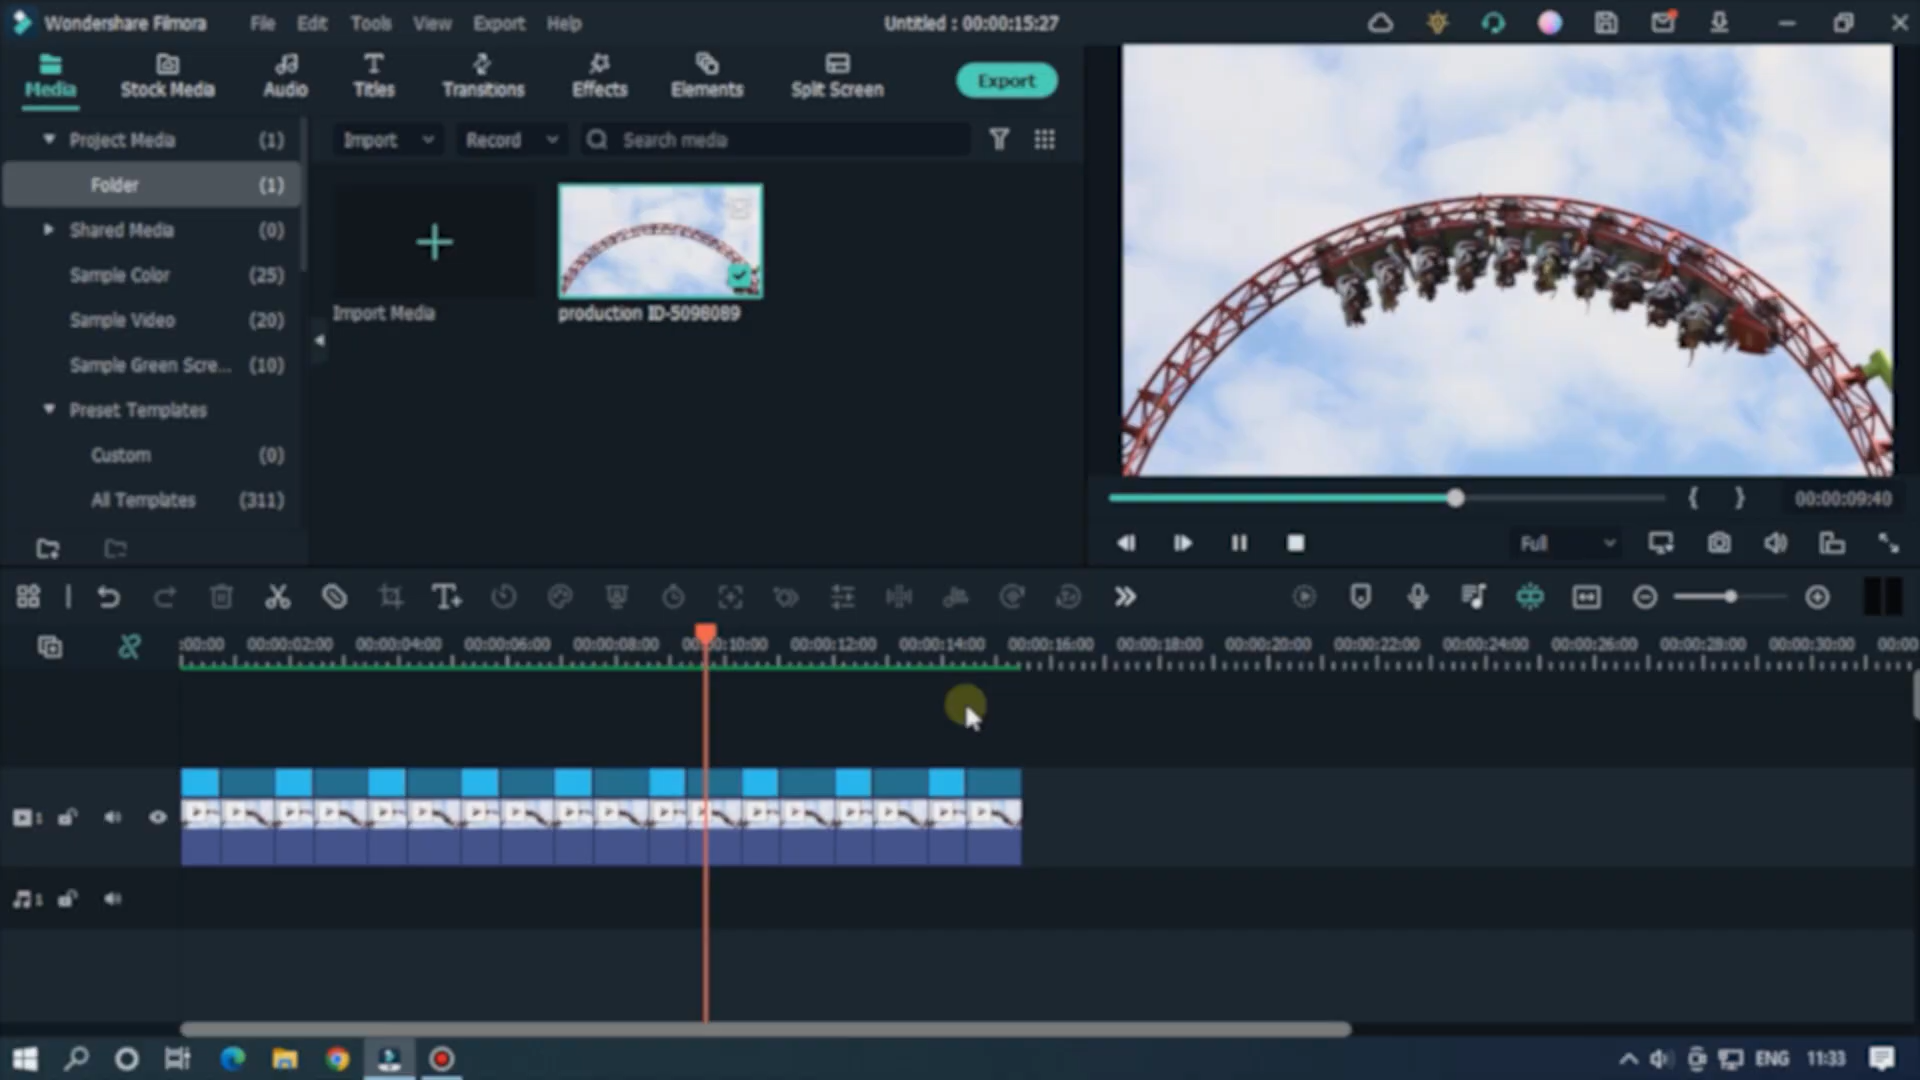 Wondershare Filmora File Edit Tools View Export Help Untitled : 00:00:15:27
Media Stock Media Audio Titles Transitions Effects Elements Split Screen Export
Project Media (1) Import Record Search media
Folder (1)
Shared Media (0)
Sample Color (25)
Sample Video (20)
Import Media production ID-5098089
Sample Green Scre... (10)
Preset Templates
Custom (0)
All Templates (311)
00:00:09:40
Full
:00:00 00:00:02:00 00:00:04:00 00:00:06:00 00:00:08:00 00:00:10:00 00:00:12:00 00:00:14:00 00:00:16:00 00:00:18:00 00:00:20:00 00:00:22:00 00:00:24:00 00:00:26:00 00:00:28:00 00:00:30:00 00:00
1
1
ENG 11:33